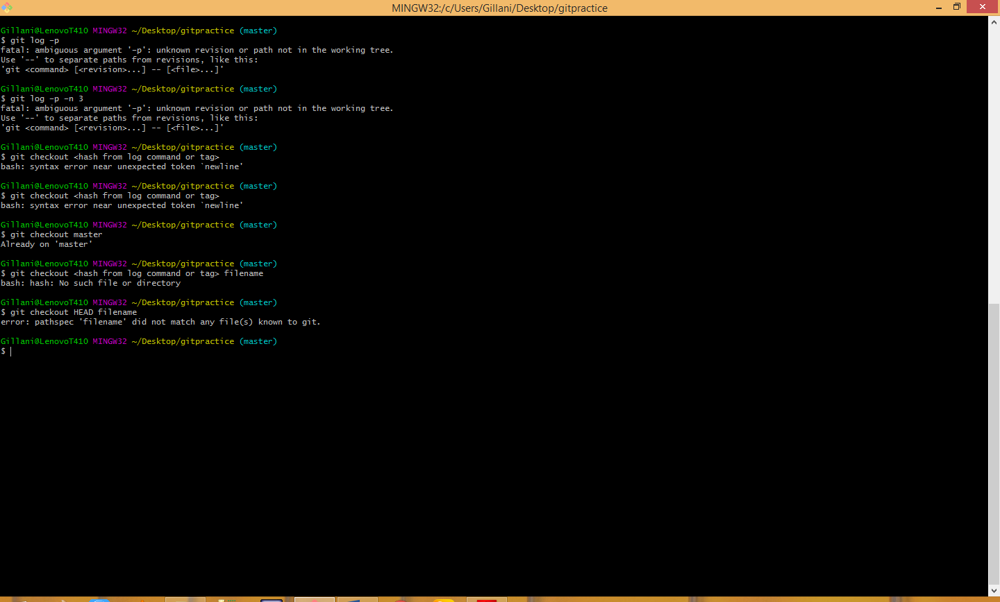 MINGW32:/c/Users/Gillani/Desktop/gitpractice
Gillani@LenovoT410 MINGW32 ~/Desktop/gitpractice (master)
$ git log –p
fatal: ambiguous argument '–p': unknown revision or path not in the working tree.
Use '--' to separate paths from revisions, like this:
'git <command> [<revision>...] -- [<file>...]'
Gillani@LenovoT410 MINGW32 ~/Desktop/gitpractice (master)
$ git log –p –n 3
fatal: ambiguous argument '–p': unknown revision or path not in the working tree.
Use '--' to separate paths from revisions, like this:
'git <command> [<revision>...] -- [<file>...]'
Gillani@LenovoT410 MINGW32 ~/Desktop/gitpractice (master)
$ git checkout <hash from log command or tag>
bash: syntax error near unexpected token `newline'
Gillani@LenovoT410 MINGW32 ~/Desktop/gitpractice (master)
$ git checkout <hash from log command or tag>
bash: syntax error near unexpected token `newline'
Gillani@LenovoT410 MINGW32 ~/Desktop/gitpractice (master)
$ git checkout master
Already on 'master'
Gillani@LenovoT410 MINGW32 ~/Desktop/gitpractice (master)
$ git checkout <hash from log command or tag> filename
bash: hash: No such file or directory
Gillani@LenovoT410 MINGW32 ~/Desktop/gitpractice (master)
$ git checkout HEAD filename
error: pathspec 'filename' did not match any file(s) known to git.
Gillani@LenovoT410 MINGW32 ~/Desktop/gitpractice (master)
$